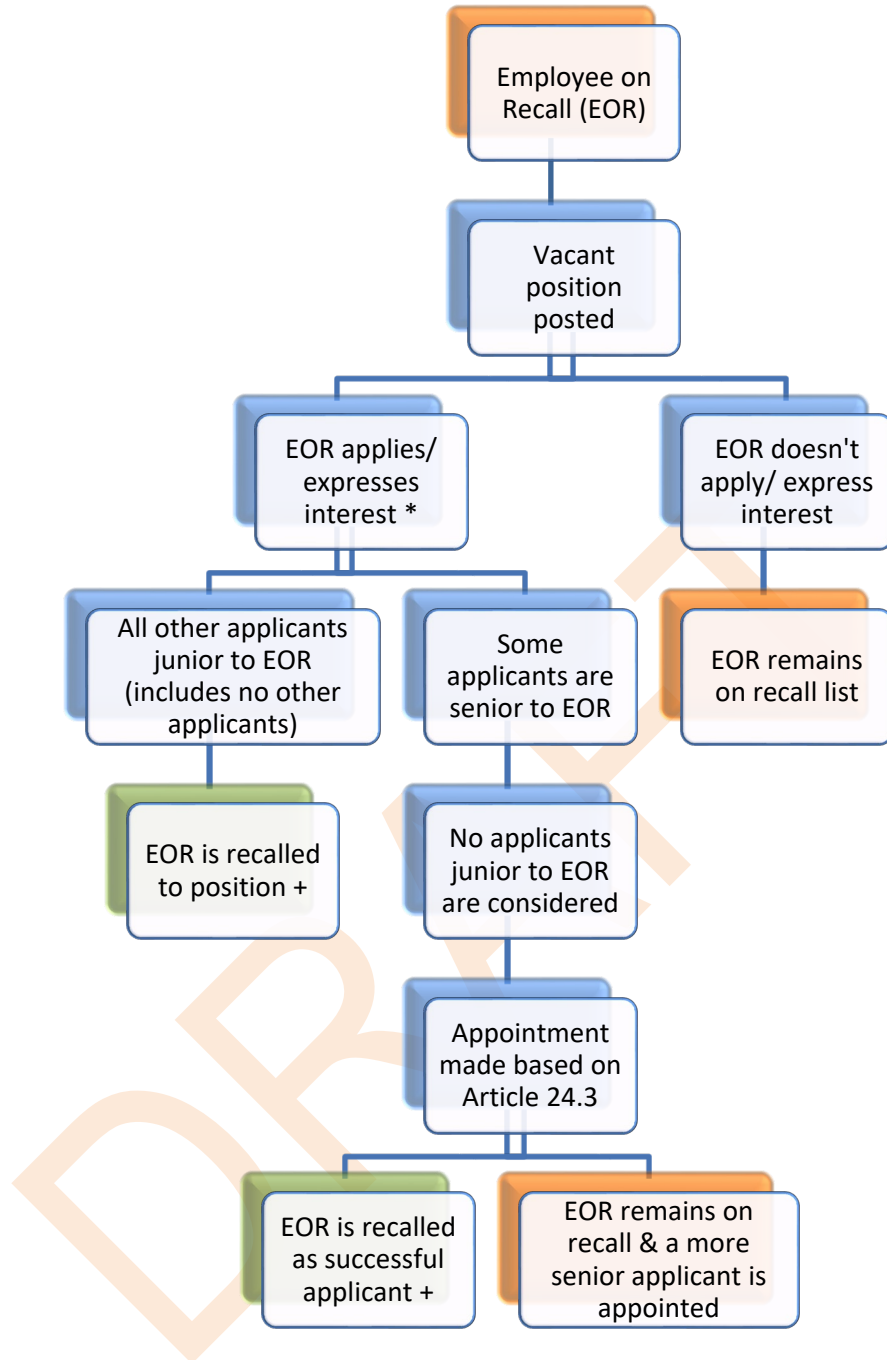 Employee on
Recall (EOR)
Vacant
position
posted
EOR applies/
expresses
interest *
EOR doesn't
apply/ express
interest
All other applicants
junior to EOR
(includes no other
applicants)
Some
applicants are
senior to EOR
EOR remains
on recall list
EOR is recalled
to position +
No applicants
junior to EOR
are considered
Appointment
made based on
Article 24.3
EOR is recalled
as successful
applicant +
EOR remains on
recall & a more
senior applicant is
appointed
DRAFT